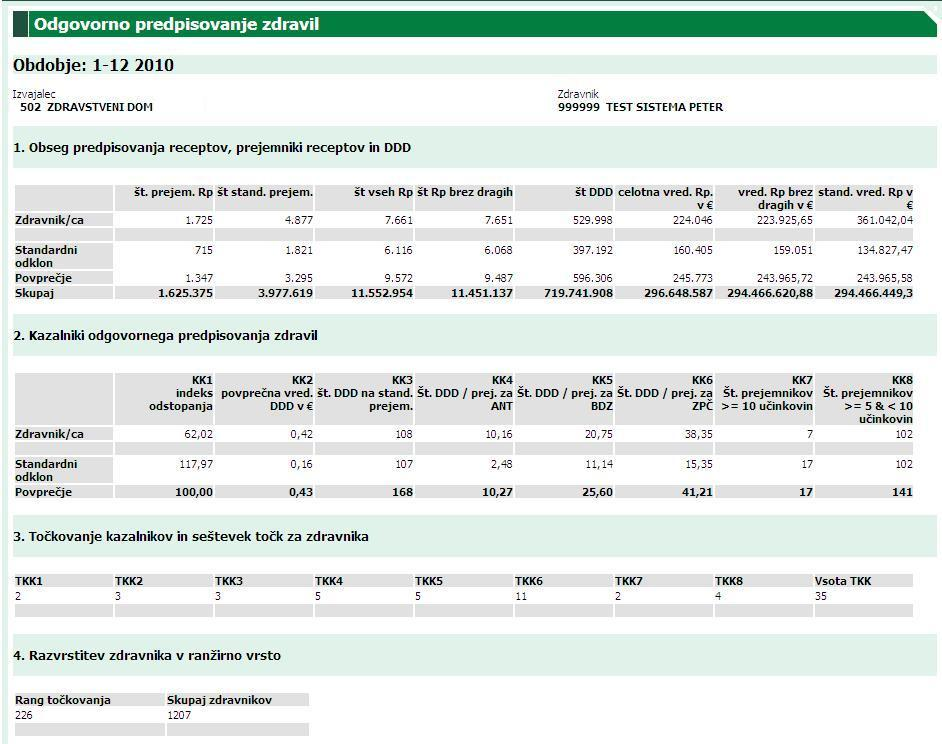 Odgovorno predpisovanje zdravil
Obdobje: 1-12 2010
Izvajalec Zdravnik
502 ZDRAVSTVENI DOM 999999 TEST SISTEMA PETER
1. Obseg predpisovanja receptov, prejemniki receptov in DDD
št. prejem. Rp št stand. prejem. št vseh Rp št Rp brez dragih št DDD celotna vred. Rp. vred. Rp brez stand. vred. Rp v
v € dragih v € €
Zdravnik/ca 1.725 4.877 7.661 7.651 529.998 224.046 223.925,65 361.042,04
Standardni 715 1.821 6.116 6.068 397.192 160.405 159.051 134.827,47
odklon
Povprečje 1.347 3.295 9.572 9.487 596.306 245.773 243.965,72 243.965,58
Skupaj 1.625.375 3.977.619 11.552.954 11.451.137 719.741.908 296.648.587 294.466.620,88 294.466.449,3
2. Kazalniki odgovornega predpisovanja zdravil
KK1 KK2 KK3 KK4 KK5 KK6 KK7 KK8
indeks povprečna vred. št. DDD na stand. Št. DDD / prej. za Št. DDD / prej. za Št. DDD / prej. za Št. prejemnikov Št. prejemnikov
odstopanja DDD v € prejem. ANT BDZ ZPČ >= 10 učinkovin >= 5 & < 10
učinkovin
Zdravnik/ca 62,02 0,42 108 10,16 20,75 38,35 7 102
Standardni 117,97 0,16 107 2,48 11,14 15,35 17 102
odklon
Povprečje 100,00 0,43 168 10,27 25,60 41,21 17 141
3. Točkovanje kazalnikov in seštevek točk za zdravnika
TKK1 TKK2 TKK3 TKK4 TKK5 TKK6 TKK7 TKK8 Vsota TKK
2 3 3 5 5 11 2 4 35
4. Razvrstitev zdravnika v ranžirno vrsto
Rang točkovanja Skupaj zdravnikov
226 1207